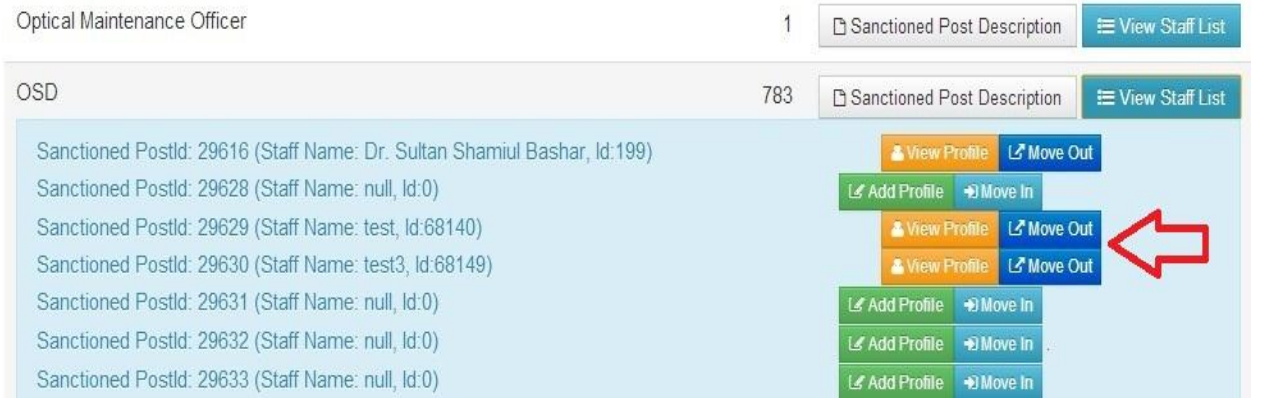 Optical Maintenance Officer 1 Sanctioned Post Description View Staff List
OSD 783 Sanctioned Post Description View Staff List
Sanctioned PostId: 29616 (Staff Name: Dr. Sultan Shamiul Bashar, Id:199) View Profile Move Out
Sanctioned PostId: 29628 (Staff Name: null, Id:0) Add Profile Move In
Sanctioned PostId: 29629 (Staff Name: test, Id:68140) View Profile Move Out
Sanctioned PostId: 29630 (Staff Name: test3, Id:68149) View Profile Move Out
Sanctioned PostId: 29631 (Staff Name: null, Id:0) Add Profile Move In
Sanctioned PostId: 29632 (Staff Name: null, Id:0) Add Profile Move In .
Sanctioned PostId: 29633 (Staff Name: null, Id:0) Add Profile Move In